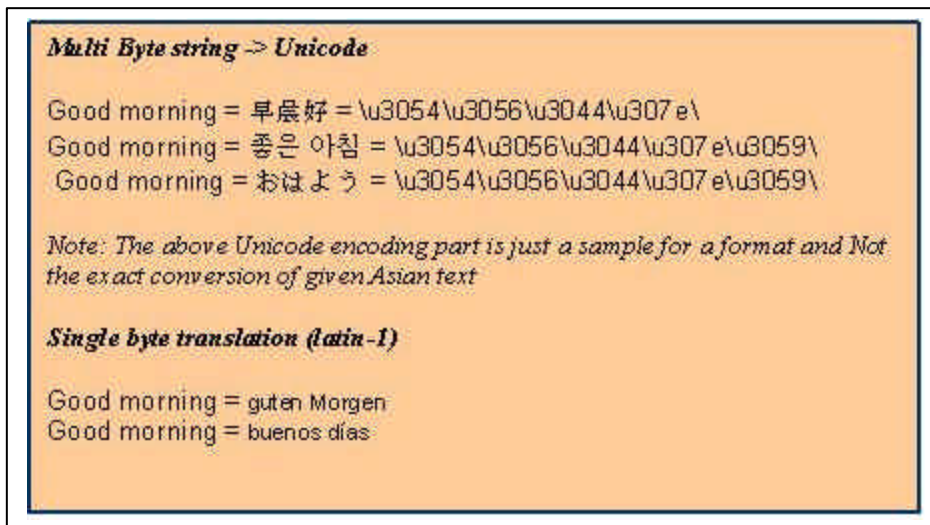 Multi Byte string -> Unicode
Good morning = 早晨好 = \u3054\u3056\u3044\u307e\
Good morning = 좋은 아침 = \u3054\u3056\u3044\u307e\u3059\
Good morning = おはよう = \u3054\u3056\u3044\u307e\u3059\
Note: The above Unicode encoding part is just a sample for a format and Not
the exact conversion of given Asian text
Single byte translation (latin-1)
Good morning = guten Morgen
Good morning = buenos días